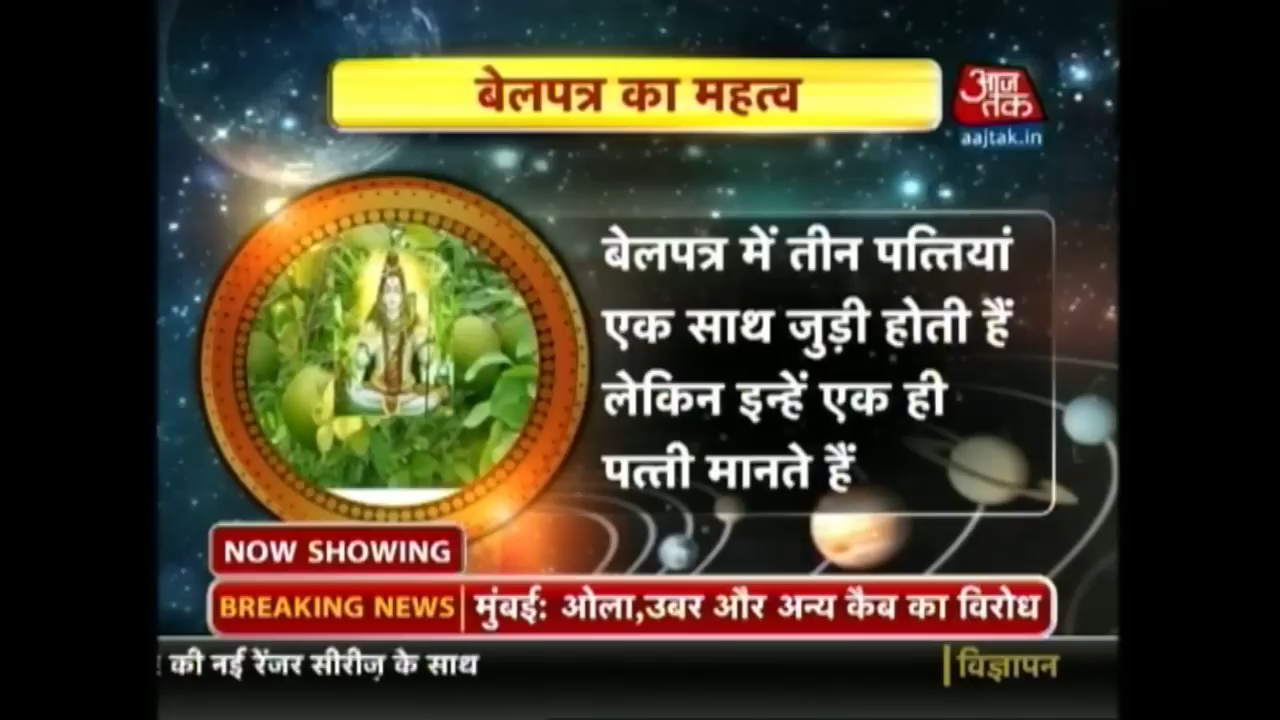 बेलपत्र का महत्व
आज
तक
aajtak.in
बेलपत्र में तीन पत्तियां
एक साथ जुड़ी होती हैं
लेकिन इन्हें एक ही
पत्ती मानते हैं
NOW SHOWING
BREAKING NEWS मुंबई: ओला,उबर और अन्य कैब का विरोध
की नई रेंजर सीरीज़ के साथ
विज्ञापन